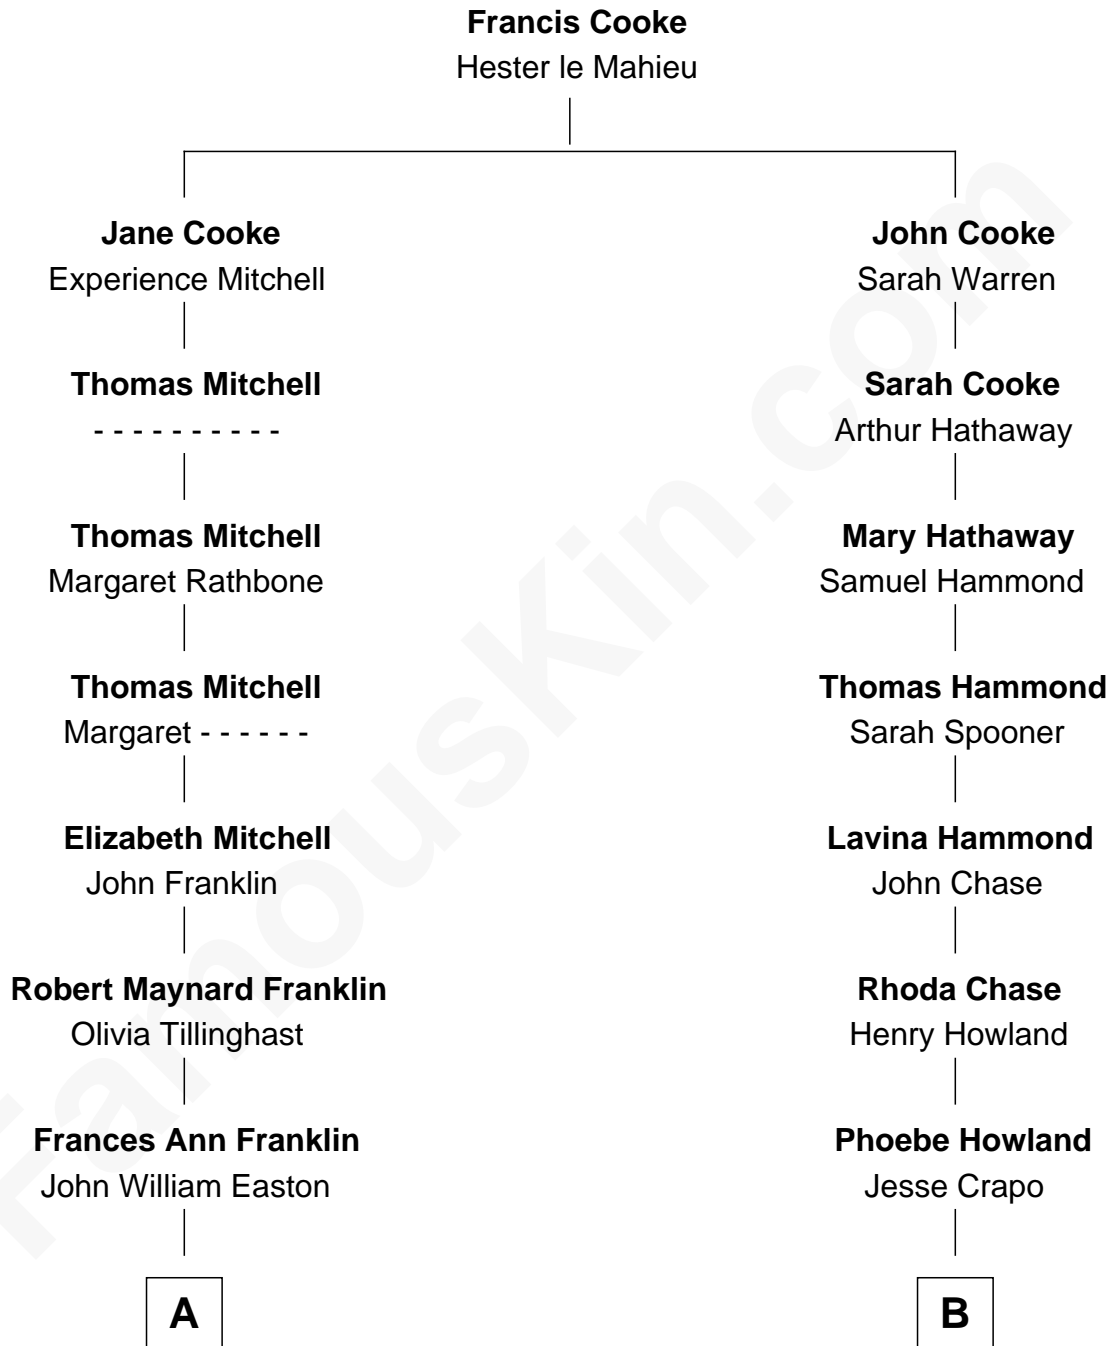 Francis Cooke
Hester le Mahieu
Jane Cooke
Experience Mitchell
John Cooke
Sarah Warren
Thomas Mitchell
- - - - - - - - - -
Sarah Cooke
Arthur Hathaway
Thomas Mitchell
Margaret Rathbone
Mary Hathaway
Samuel Hammond
Thomas Mitchell
Margaret - - - - - -
Thomas Hammond
Sarah Spooner
Elizabeth Mitchell
John Franklin
Lavina Hammond
John Chase
Robert Maynard Franklin
Olivia Tillinghast
Rhoda Chase
Henry Howland
Frances Ann Franklin
John William Easton
Phoebe Howland
Jesse Crapo
A
B
FamousKin.com